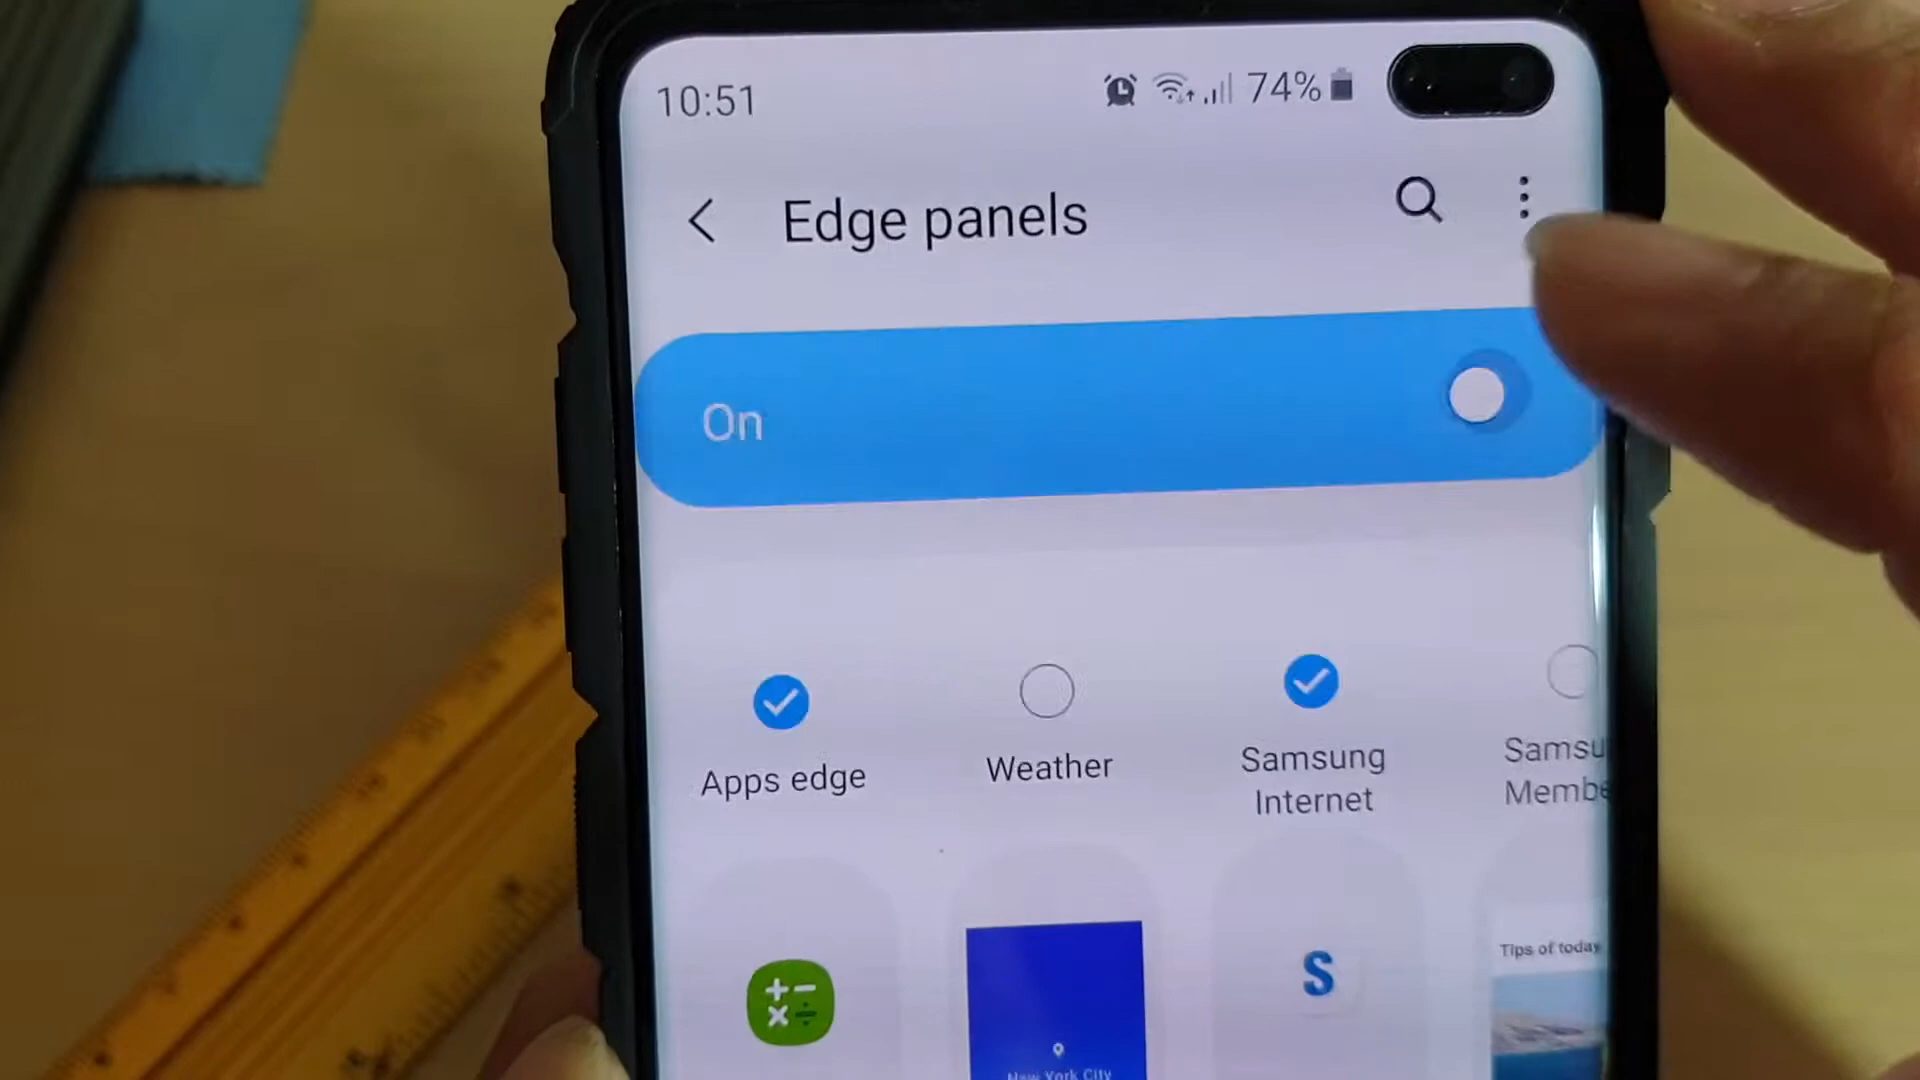 10:51 74%
Edge panels
On
Apps edge
Weather
Samsung
Internet
Samsu
Membe
S
Tips of today
New York City